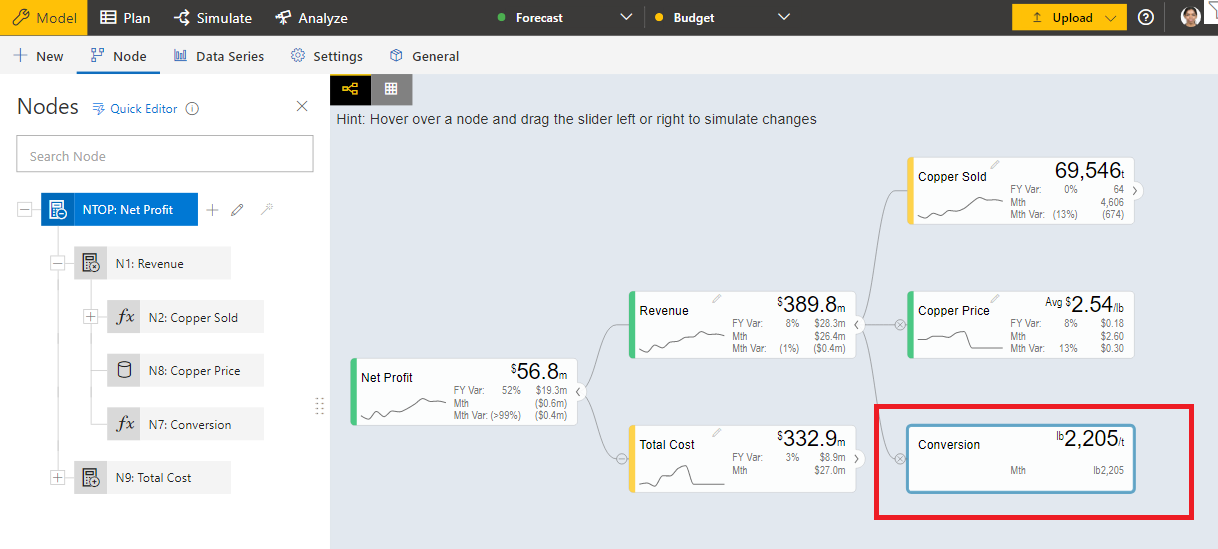 Model Plan Simulate Analyze Forecast Budget Upload
New Node Data Series Settings General
Nodes Quick Editor
Search Node
NTOP: Net Profit
N1: Revenue
fx N2: Copper Sold
N8: Copper Price
fx N7: Conversion
N9: Total Cost
Hint: Hover over a node and drag the slider left or right to simulate changes
Net Profit $56.8m
FY Var: 52% $19.3m
Mth ($0.6m)
Mth Var: (>99%) ($0.4m)
Revenue $389.8m
FY Var: 8% $28.3m
Mth $26.4m
Mth Var: (1%) ($0.4m)
Total Cost $332.9m
FY Var: 3% $8.9m
Mth $27.0m
Copper Sold 69,546t
FY Var: 0% 64
Mth 4,606
Mth Var: (13%) (674)
Copper Price Avg $2.54/lb
FY Var: 8% $0.18
Mth $2.60
Mth Var: 13% $0.30
Conversion lb2,205/t
Mth lb2,205